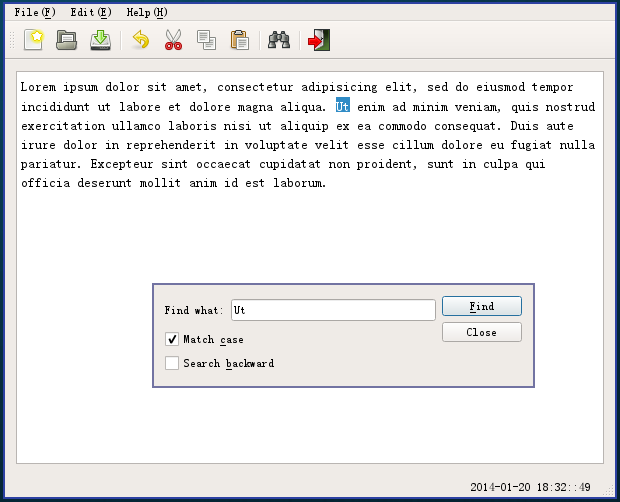 File(F) Edit(E) Help(H)
Lorem ipsum dolor sit amet, consectetur adipisicing elit, sed do eiusmod tempor
incididunt ut labore et dolore magna aliqua. Ut enim ad minim veniam, quis nostrud
exercitation ullamco laboris nisi ut aliquip ex ea commodo consequat. Duis aute
irure dolor in reprehenderit in voluptate velit esse cillum dolore eu fugiat nulla
pariatur. Excepteur sint occaecat cupidatat non proident, sunt in culpa qui
officia deserunt mollit anim id est laborum.
Find what: Ut Find
Close
Match case
Search backward
2014-01-20 18:32::49